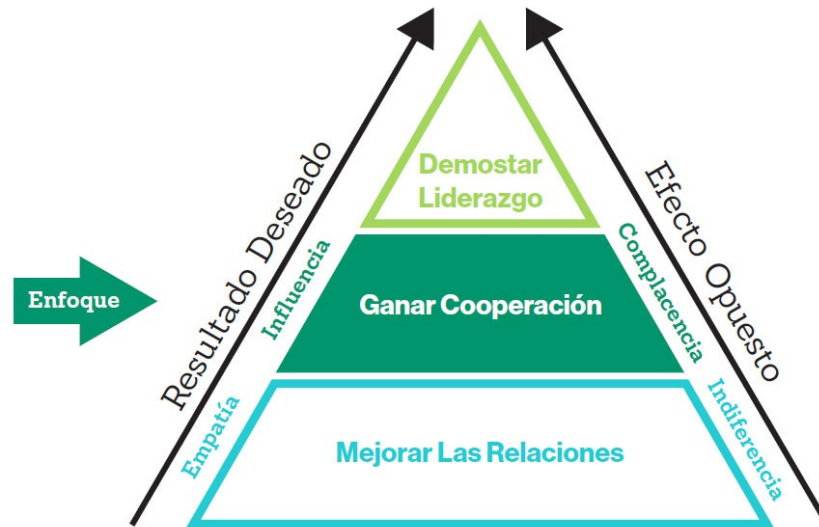 Resultado Deseado
Efecto Opuesto
Demostar
Liderazgo
Enfoque
Influencia
Ganar Cooperación
Complacencia
Empatía
Mejorar Las Relaciones
Indiferencia